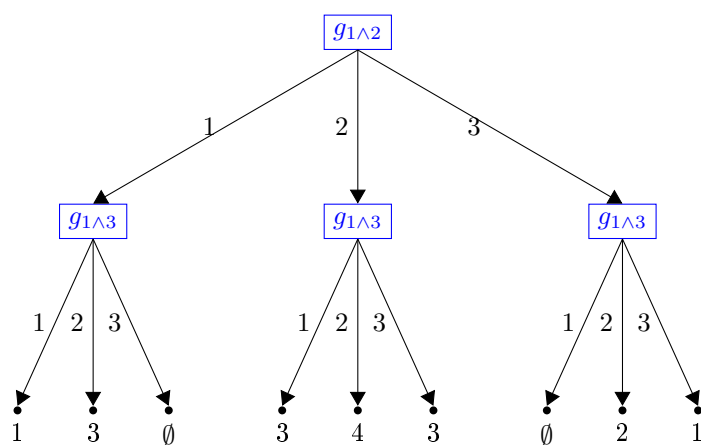 g₁∧₂
1 2 3
g₁∧₃ g₁∧₃ g₁∧₃
1 2 3 1 2 3 1 2 3
1 3 ∅ 3 4 3 ∅ 2 1